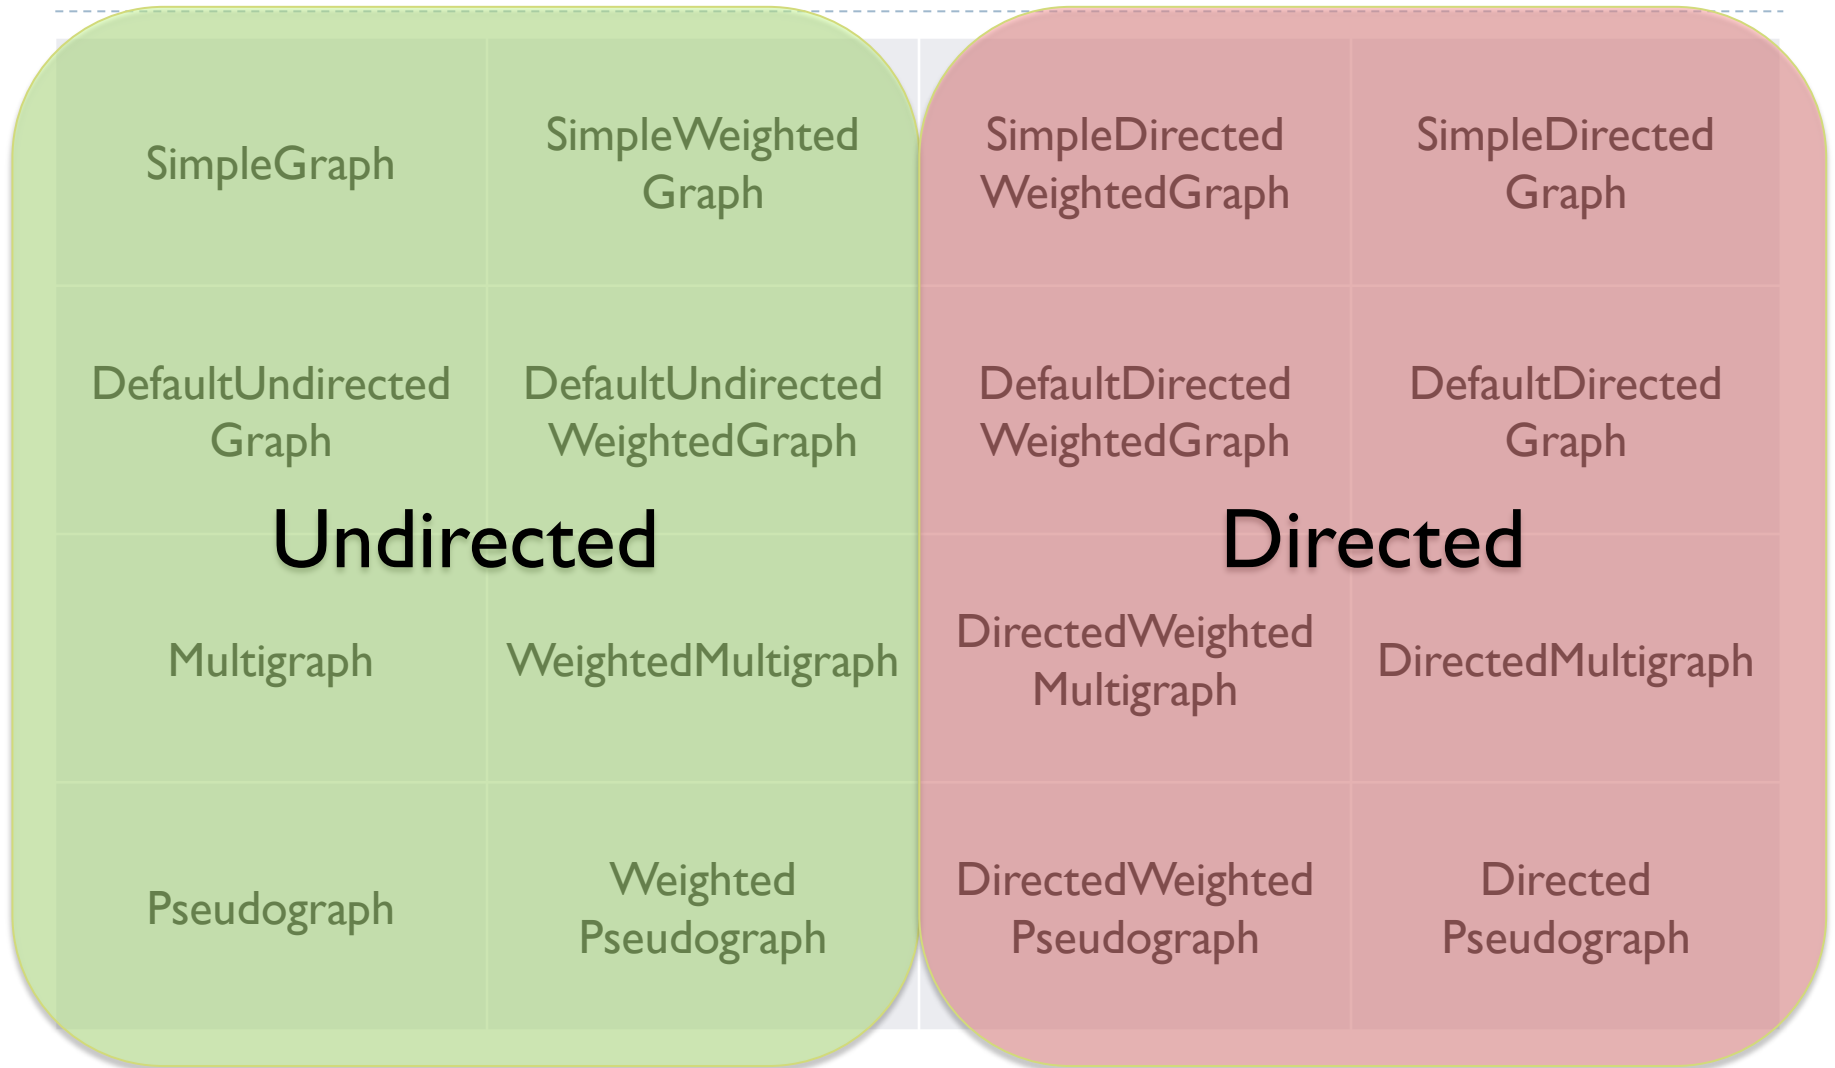 SimpleGraph
SimpleWeighted
Graph
SimpleDirected
WeightedGraph
SimpleDirected
Graph
DefaultUndirected
Graph
DefaultUndirected
WeightedGraph
DefaultDirected
WeightedGraph
DefaultDirected
Graph
Undirected
Directed
Multigraph
WeightedMultigraph
DirectedWeighted
Multigraph
DirectedMultigraph
Pseudograph
Weighted
Pseudograph
DirectedWeighted
Pseudograph
Directed
Pseudograph